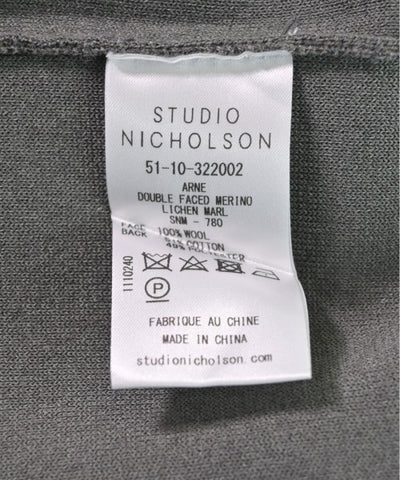 STUDIO
NICHOLSON
51-10-322002
ARNE
DOUBLE FACED MERINO
LICHEN MARL
SNM - 780
FACE 100% WOOL
BACK COTTON
1110240
P
FABRIQUE AU CHINE
MADE IN CHINA
studionicholson.com